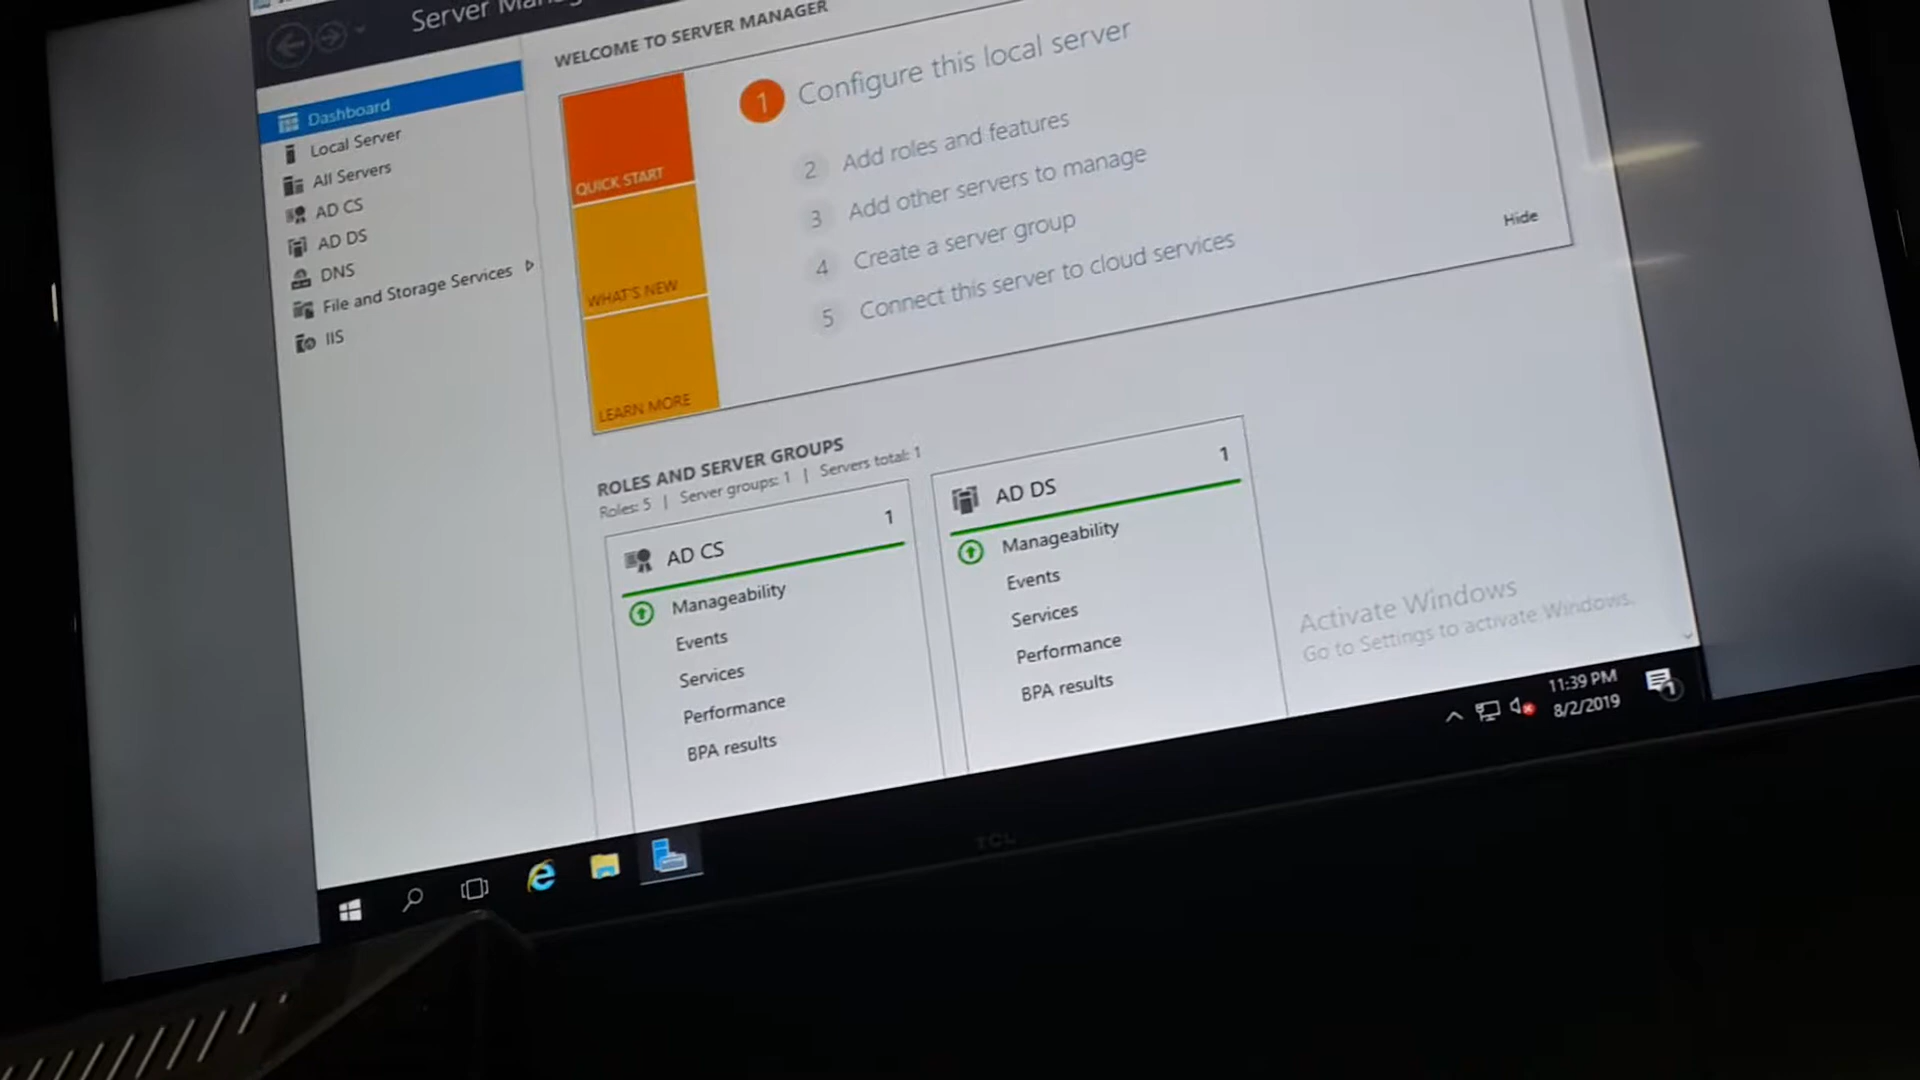 WELCOME TO SERVER MANAGER
Dashboard
Local Server
All Servers
AD CS
AD DS
DNS
File and Storage Services
IIS
QUICK START
WHAT'S NEW
LEARN MORE
1 Configure this local server
2 Add roles and features
3 Add other servers to manage
4 Create a server group
5 Connect this server to cloud services
Hide
ROLES AND SERVER GROUPS
Roles: 5 | Server groups: 1 | Servers total: 1
AD CS 1
Manageability
Events
Services
Performance
BPA results
AD DS 1
Manageability
Events
Services
Performance
BPA results
Activate Windows
Go to Settings to activate Windows.
11:39 PM
8/2/2019
1
TCL